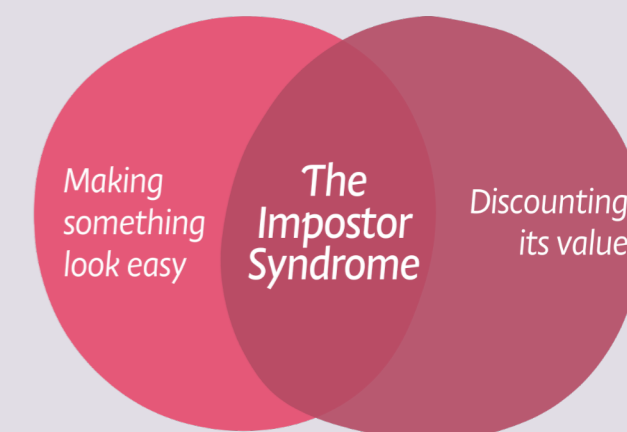 Making
something
look easy
The
Impostor
Syndrome
Discounting
its value